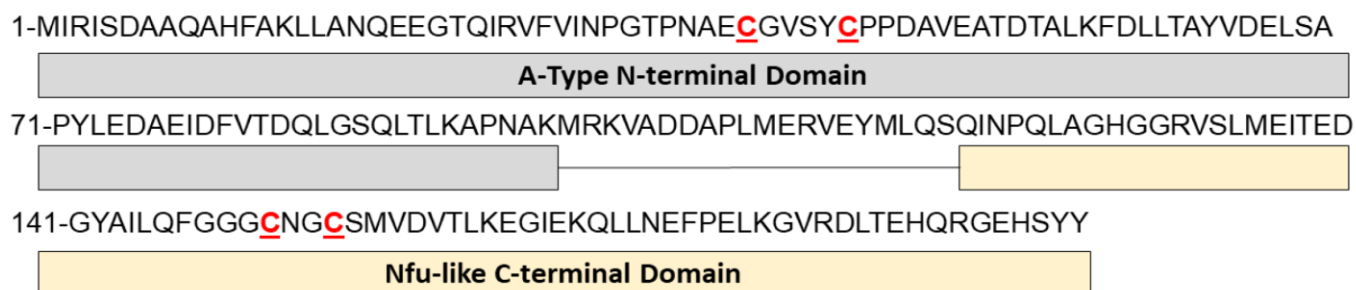 1-MIRISDAAQAHFAKLLANQEEGTQIRVFVINPGTPNAECGVSYCPPDAVEATDTALKFDLLTAYVDELSA
A-Type N-terminal Domain
71-PYLEDAEIDFVTDQLGSQLTLKAPNAKMRKVADDAPLMERVEYMLQSQINPQLAGHGGRVSLMEITED
141-GYAILQFGGGCNGCSMVDVTLKEGIEKQLLNEFPELKGVRDLTEHQRGEHSYY
Nfu-like C-terminal Domain